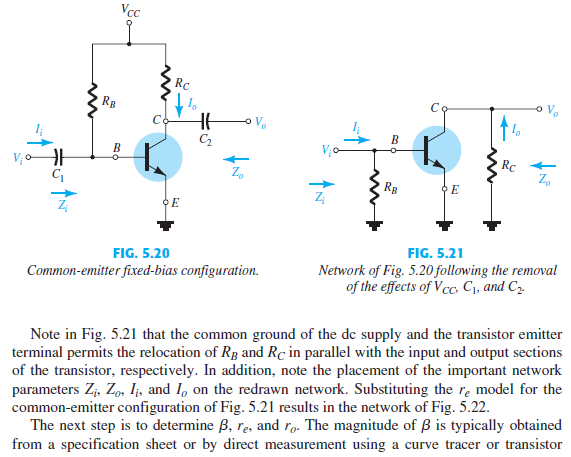 V_CC
R_B
R_C
I_o
C
C_2
V_o
I_i
B
V_i
C_1
Z_o
Z_i
E
FIG. 5.20
Common-emitter fixed-bias configuration.
C
V_o
I_o
I_i
B
V_i
R_C
Z_o
R_B
E
Z_i
FIG. 5.21
Network of Fig. 5.20 following the removal
of the effects of V_CC, C_1, and C_2.
Note in Fig. 5.21 that the common ground of the dc supply and the transistor emitter
terminal permits the relocation of R_B and R_C in parallel with the input and output sections
of the transistor, respectively. In addition, note the placement of the important network
parameters Z_i, Z_o, I_i, and I_o on the redrawn network. Substituting the r_e model for the
common-emitter configuration of Fig. 5.21 results in the network of Fig. 5.22.
The next step is to determine β, r_e, and r_o. The magnitude of β is typically obtained
from a specification sheet or by direct measurement using a curve tracer or transistor